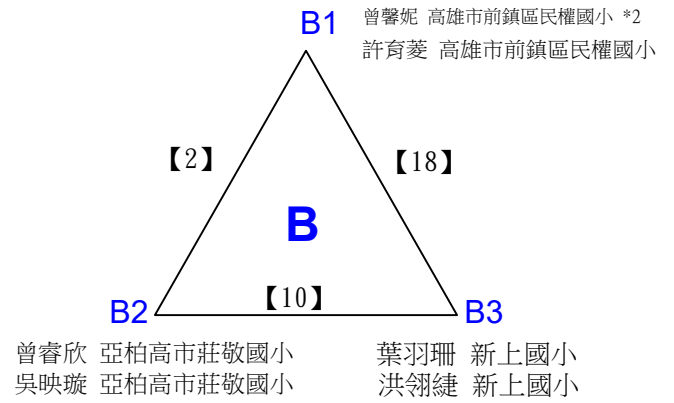 B1 曾馨妮 高雄市前鎮區民權國小 *2
許育菱 高雄市前鎮區民權國小
【2】 【18】
B
【10】
B2 B3
曾睿欣 亞柏高市莊敬國小 葉羽珊 新上國小
吳映璇 亞柏高市莊敬國小 洪翎緁 新上國小